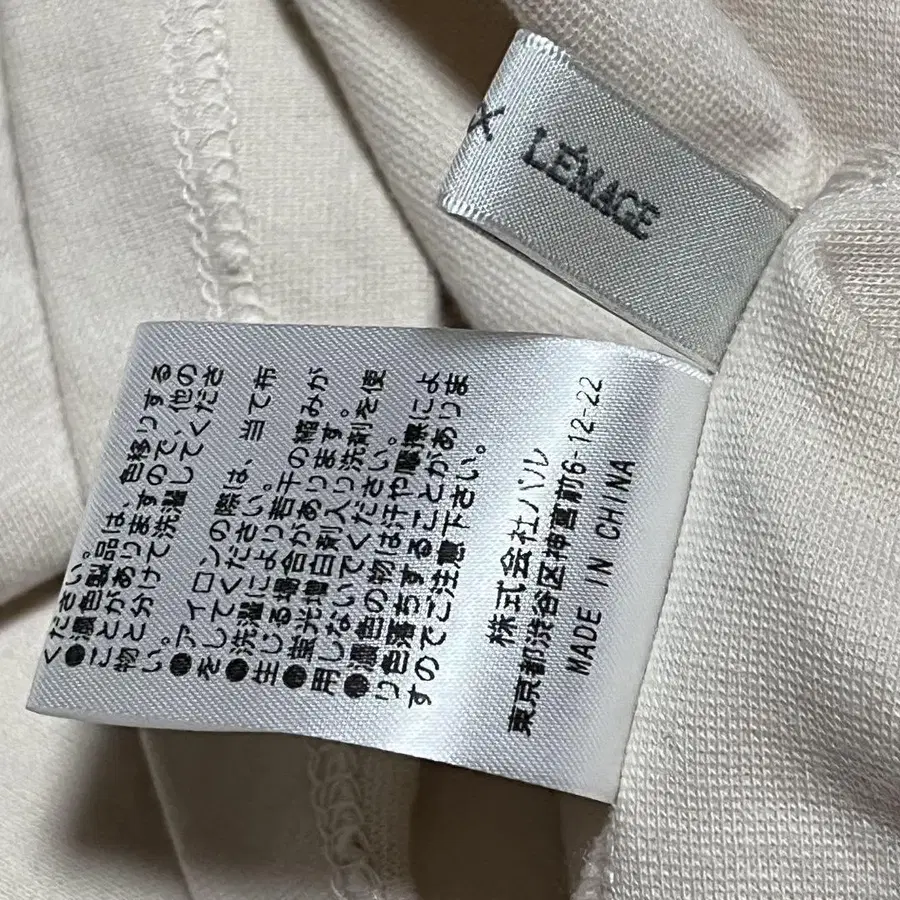 LÉMAGE
ください。
●濃色製品は、色移りする
ことがありますので、他の
物と分けて洗濯してくださ
い。
●アイロンの際は、当て布
をしてください。
●洗濯により若干の縮みが
生じる場合があります。
●蛍光増白剤入り洗剤を使
用しないでください。
●濃色の物は汗や摩擦によ
り色落ちすることがありま
すのでご注意下さい。
株式会社パル
東京都渋谷区神宮前6-12-22
MADE IN CHINA